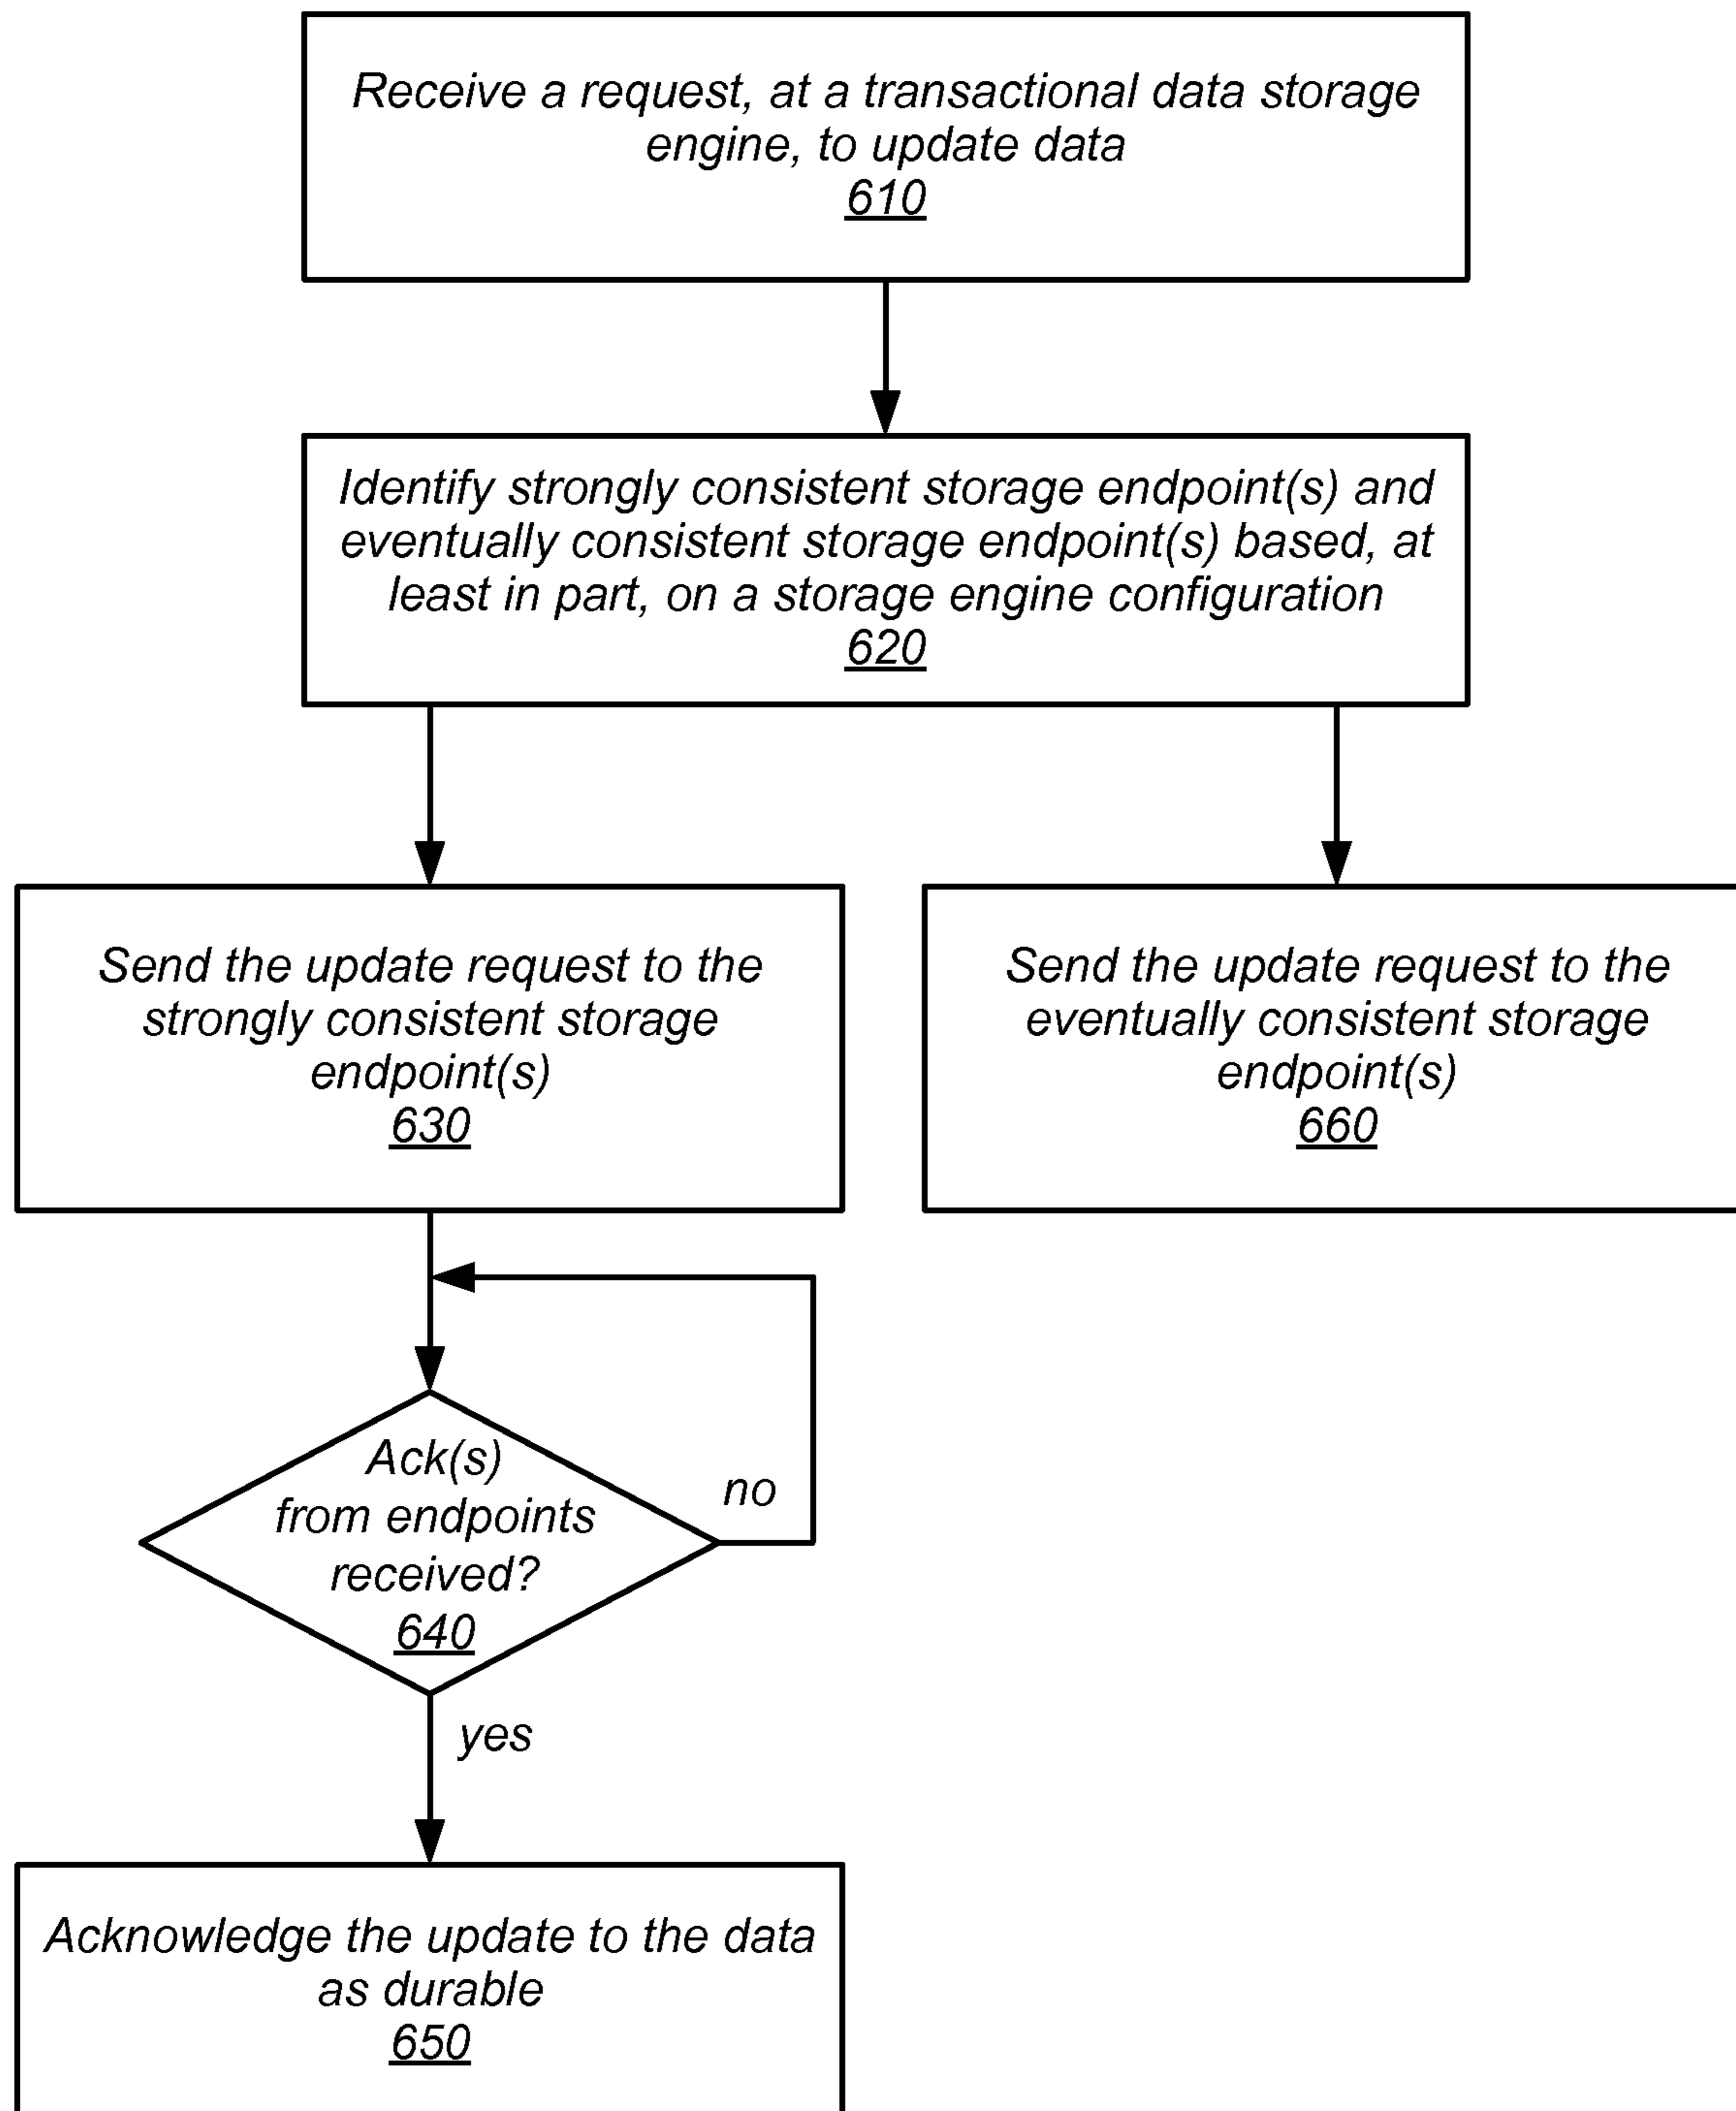 Receive a request, at a transactional data storage
engine, to update data
610
Identify strongly consistent storage endpoint(s) and
eventually consistent storage endpoint(s) based, at
least in part, on a storage engine configuration
620
Send the update request to the
strongly consistent storage
endpoint(s)
630
Send the update request to the
eventually consistent storage
endpoint(s)
660
Ack(s)
from endpoints
received?
640
no
yes
Acknowledge the update to the data
as durable
650